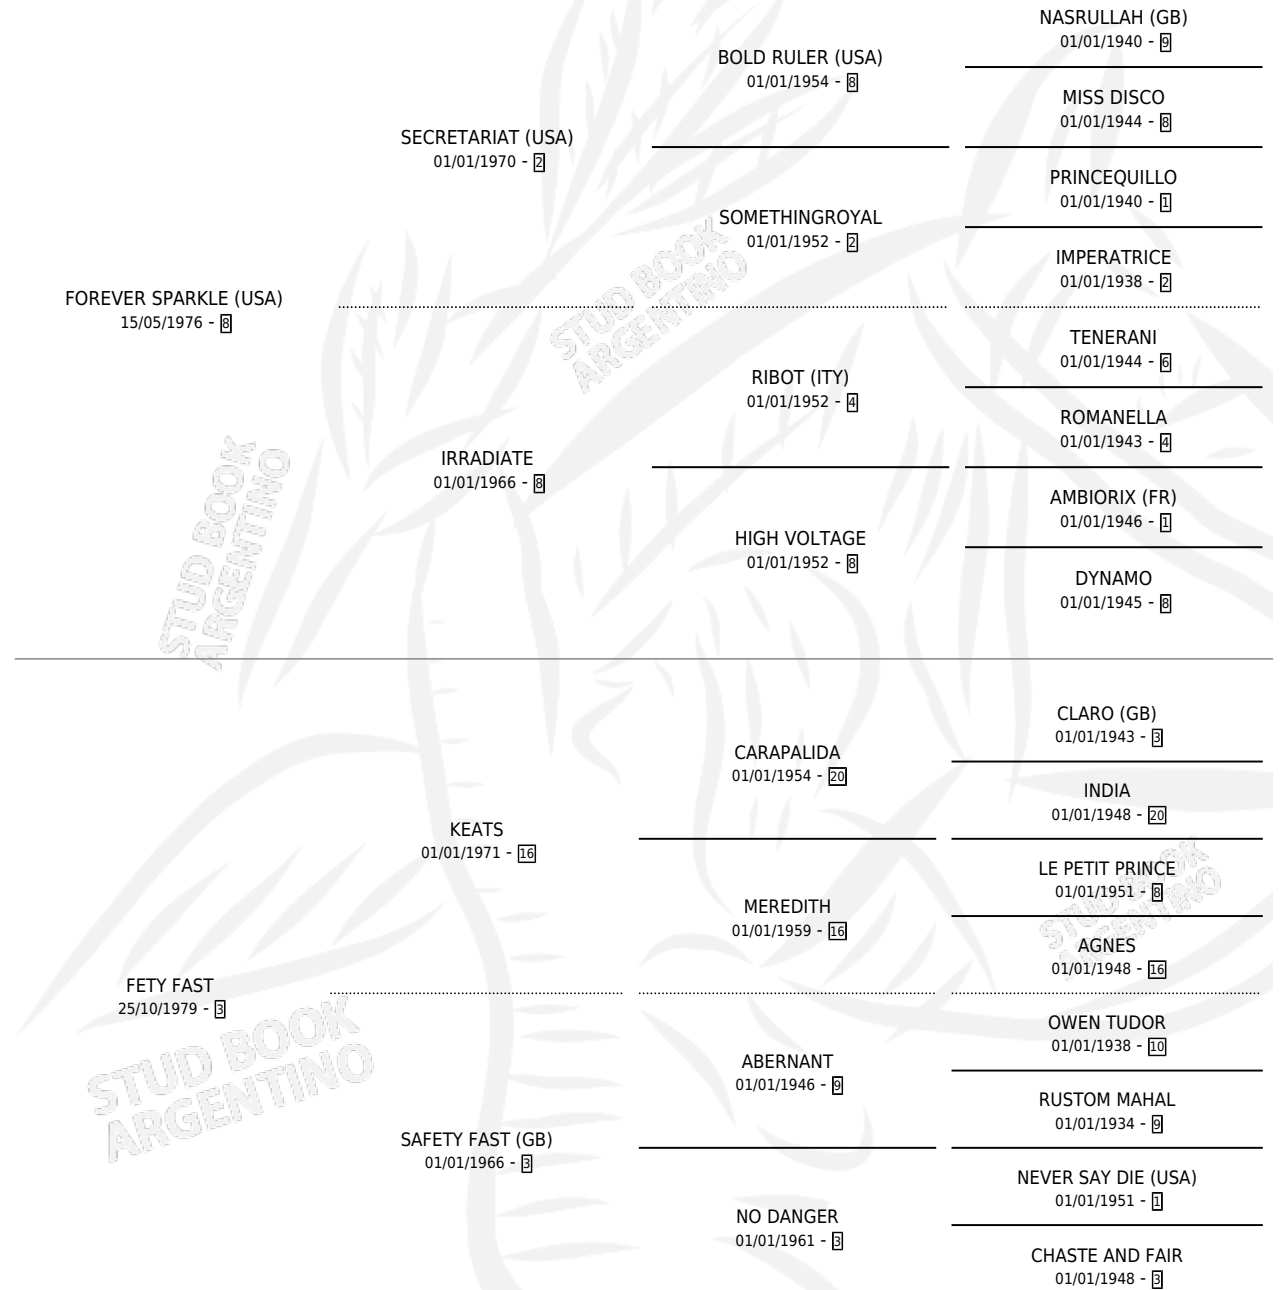 NASRULLAH (GB)
01/01/1940 - 9
BOLD RULER (USA)
01/01/1954 - 8
MISS DISCO
01/01/1944 - 8
SECRETARIAT (USA)
01/01/1970 - 2
PRINCEQUILLO
01/01/1940 - 1
SOMETHINGROYAL
01/01/1952 - 2
IMPERATRICE
01/01/1938 - 2
FOREVER SPARKLE (USA)
15/05/1976 - 8
STUD BOOK
ARGENTINO
TENERANI
01/01/1944 - 6
RIBOT (ITY)
01/01/1952 - 4
ROMANELLA
01/01/1943 - 4
IRRADIATE
01/01/1966 - 8
AMBIORIX (FR)
01/01/1946 - 1
HIGH VOLTAGE
01/01/1952 - 8
DYNAMO
01/01/1945 - 8
STUD BOOK
ARGENTINO
CLARO (GB)
01/01/1943 - 3
CARAPALIDA
01/01/1954 - 20
INDIA
01/01/1948 - 20
KEATS
01/01/1971 - 16
LE PETIT PRINCE
01/01/1951 - 8
MEREDITH
01/01/1959 - 16
AGNES
01/01/1948 - 16
STUD BOOK
ARGENTINO
FETY FAST
25/10/1979 - 3
STUD BOOK
ARGENTINO
OWEN TUDOR
01/01/1938 - 10
ABERNANT
01/01/1946 - 9
RUSTOM MAHAL
01/01/1934 - 9
SAFETY FAST (GB)
01/01/1966 - 3
NEVER SAY DIE (USA)
01/01/1951 - 1
NO DANGER
01/01/1961 - 3
CHASTE AND FAIR
01/01/1948 - 3